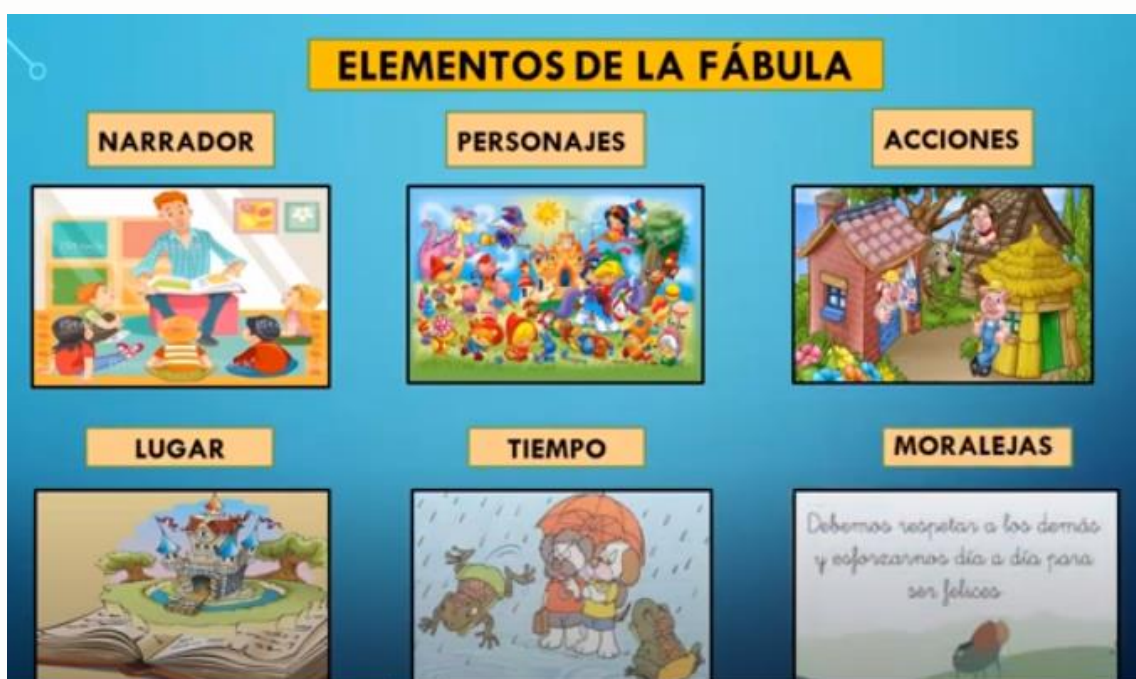 ELEMENTOS DE LA FÁBULA
NARRADOR
PERSONAJES
ACCIONES
LUGAR
TIEMPO
MORALEJAS
Debemos respetar a los demás
y esforzarnos día a día para
ser felices